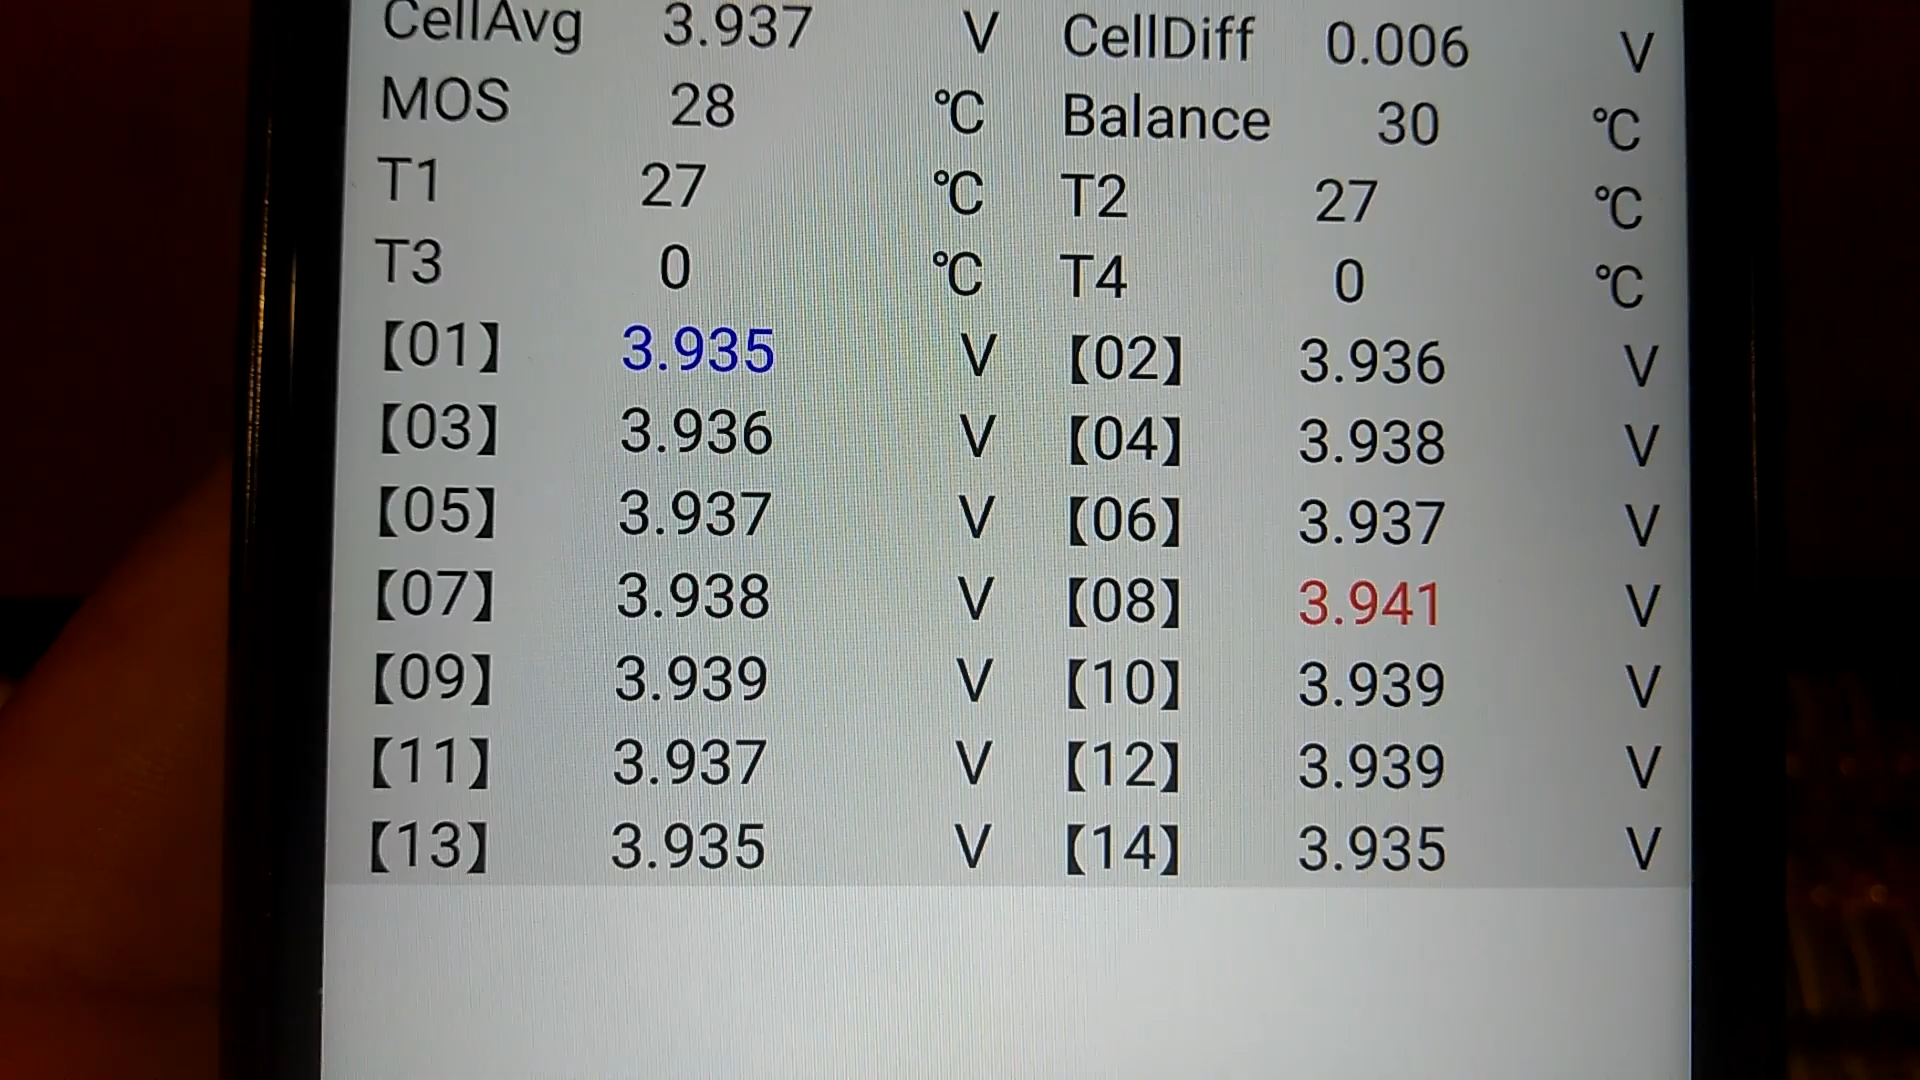 CellAvg 3.937 V CellDiff 0.006 V
MOS 28 ℃ Balance 30 ℃
T1 27 ℃ T2 27 ℃
T3 0 ℃ T4 0 ℃
【01】 3.935 V 【02】 3.936 V
【03】 3.936 V 【04】 3.938 V
【05】 3.937 V 【06】 3.937 V
【07】 3.938 V 【08】 3.941 V
【09】 3.939 V 【10】 3.939 V
【11】 3.937 V 【12】 3.939 V
【13】 3.935 V 【14】 3.935 V